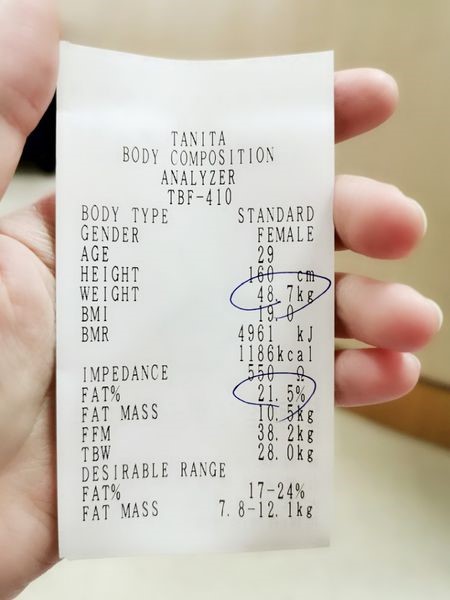 TANITA
BODY COMPOSITION
ANALYZER
TBF-410
BODY TYPE STANDARD
GENDER FEMALE
AGE 29
HEIGHT 160 cm
WEIGHT 48.7kg
BMI 19.0
BMR 4961 kJ
1186kcal
IMPEDANCE 550 Ω
FAT% 21.5%
FAT MASS 10.5kg
FFM 38.2kg
TBW 28.0kg
DESIRABLE RANGE
FAT% 17-24%
FAT MASS 7.8-12.1kg